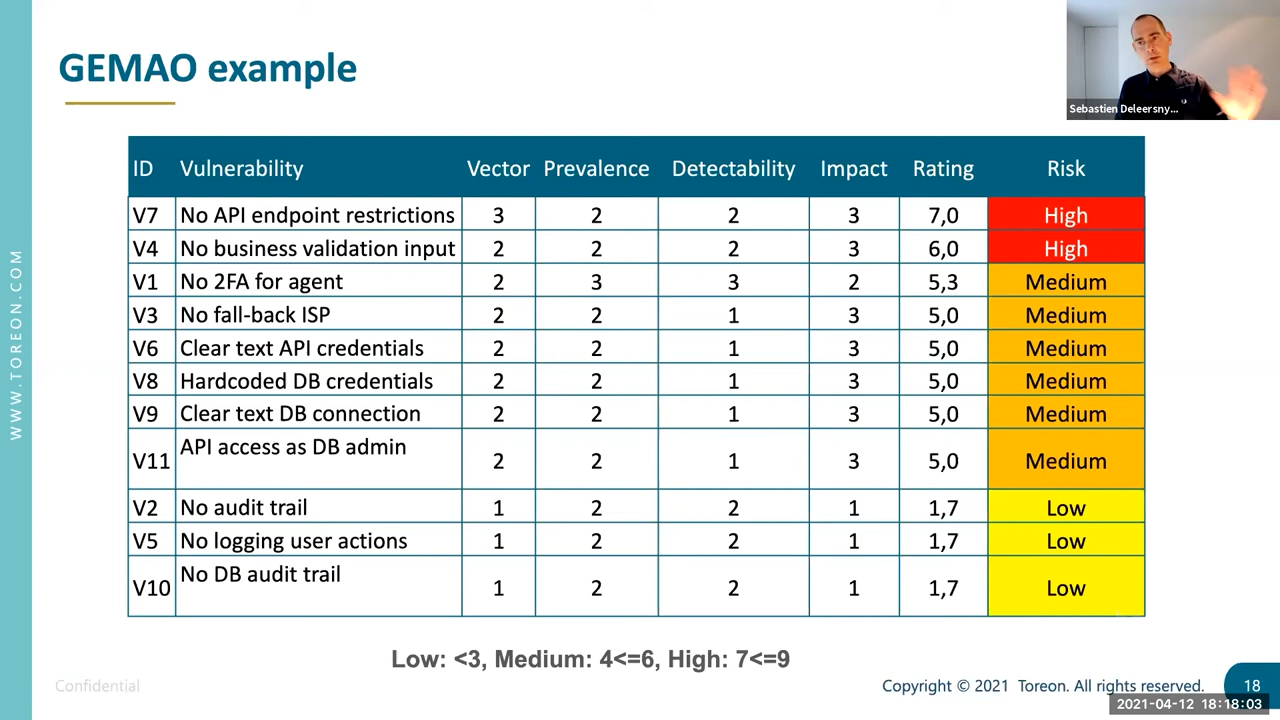 GEMAO example
Sebastien Deleersny...
WWW.TOREON.COM
ID Vulnerability Vector Prevalence Detectability Impact Rating Risk
V7 No API endpoint restrictions 3 2 2 3 7,0 High
V4 No business validation input 2 2 2 3 6,0 High
V1 No 2FA for agent 2 3 3 2 5,3 Medium
V3 No fall-back ISP 2 2 1 3 5,0 Medium
V6 Clear text API credentials 2 2 1 3 5,0 Medium
V8 Hardcoded DB credentials 2 2 1 3 5,0 Medium
V9 Clear text DB connection 2 2 1 3 5,0 Medium
V11 API access as DB admin 2 2 1 3 5,0 Medium
V2 No audit trail 1 2 2 1 1,7 Low
V5 No logging user actions 1 2 2 1 1,7 Low
V10 No DB audit trail 1 2 2 1 1,7 Low
Low: <3, Medium: 4<=6, High: 7<=9
Confidential
Copyright © 2021 Toreon. All rights reserved.
18
2021-04-12 18:18:03